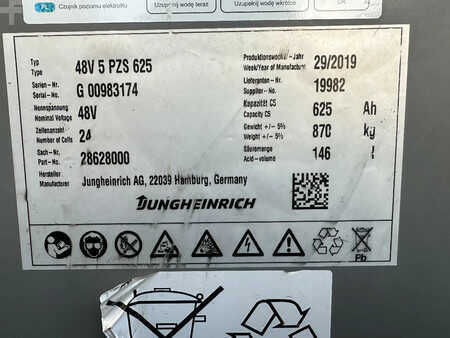 Czujnik poziomu elektrolitu
Uzupełnij wodę teraz
Uzupełnij wodę wkrótce
OK
Typ
Type
48V 5 PZS 625
Produktionswoche/ - Jahr
Week/Year of Manufacture
29/2019
Serien-Nr.
Serial-No.
G 00983174
Lieferanten-Nr.
Supplier-No.
19982
Nennspannung
Nominal Voltage
48V
Kapazität C5
Capacity C5
625 Ah
Zellenanzahl
Number of Cells
24
Gewicht +/- 5%
Weight +/- 5%
870 kg
Sach-Nr.
Part-No.
28628000
Säuremenge
Acid-volume
146 l
Hersteller
Manufacturer
Jungheinrich AG, 22039 Hamburg, Germany
JUNGHEINRICH
Pb